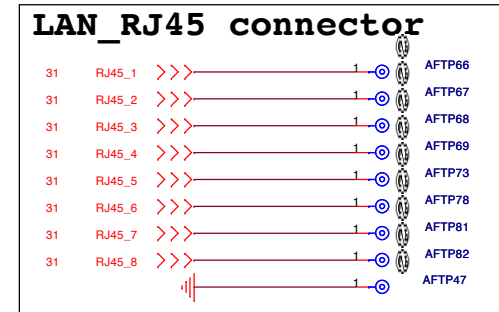 LAN_RJ45 connector
31 RJ45_1 1 AFTP66
31 RJ45_2 1 AFTP67
31 RJ45_3 1 AFTP68
31 RJ45_4 1 AFTP69
31 RJ45_5 1 AFTP73
31 RJ45_6 1 AFTP78
31 RJ45_7 1 AFTP81
31 RJ45_8 1 AFTP82
1 AFTP47